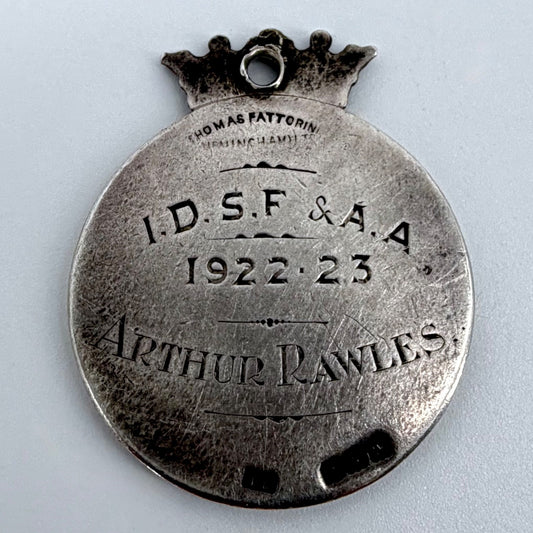 THOMAS FATTORINI
I.D.S.F & A.A
1922·23
ARTHUR RAWLES.